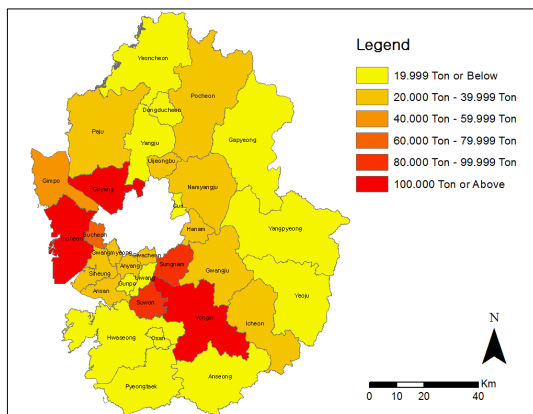 Legend
19.999 Ton or Below
20.000 Ton - 39.999 Ton
40.000 Ton - 59.999 Ton
60.000 Ton - 79.999 Ton
80.000 Ton - 99.999 Ton
100.000 Ton or Above
Yeoncheon
Pocheon
Dongducheon
Paju
Gapyeong
Yangju
Uijeongbu
Gimpo
Goyang
Namyangju
Guri
Yangpyeong
Incheon
Bucheon
Hanam
Gwangmyeong
Gwacheon
Sungnam
Anyang
Gwangju
Siheung
Uiwang
Gunpo
Ansan
Yeoju
Suwon
Yongin
Icheon
Hwaseong
Osan
Anseong
Pyeongtaek
N
0 10 20 40
Km